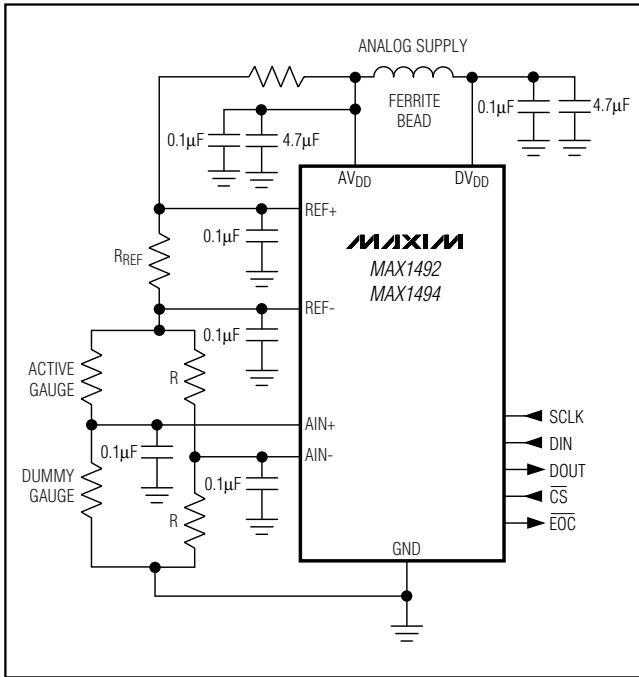 ANALOG SUPPLY
FERRITE
BEAD
0.1µF
4.7µF
0.1µF
4.7µF
AVDD
DVDD
REF+
0.1µF
MAXIM
MAX1492
MAX1494
RREF
REF-
0.1µF
ACTIVE
GAUGE
R
AIN+
0.1µF
AIN-
0.1µF
DUMMY
GAUGE
R
SCLK
DIN
DOUT
CS
EOC
GND